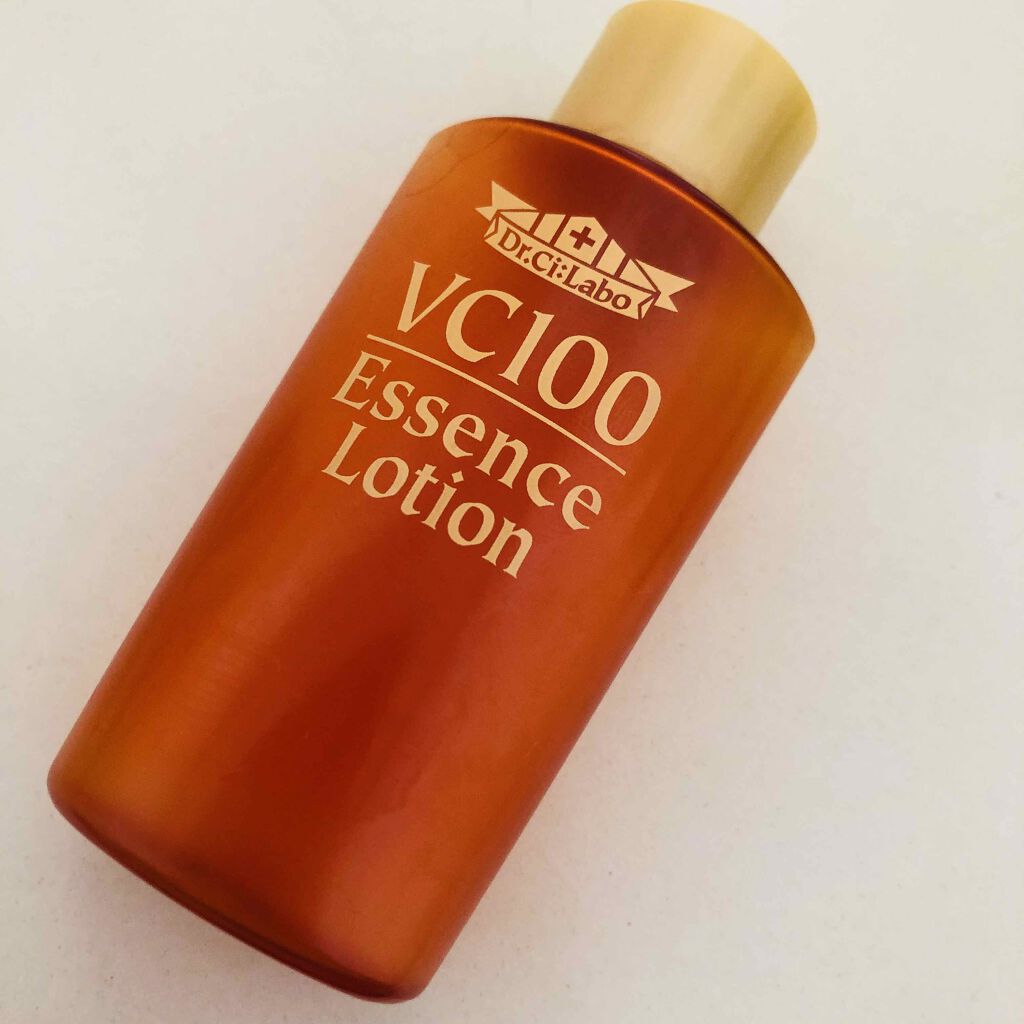 Dr.Ci:Labo
VC100
Essence
Lotion